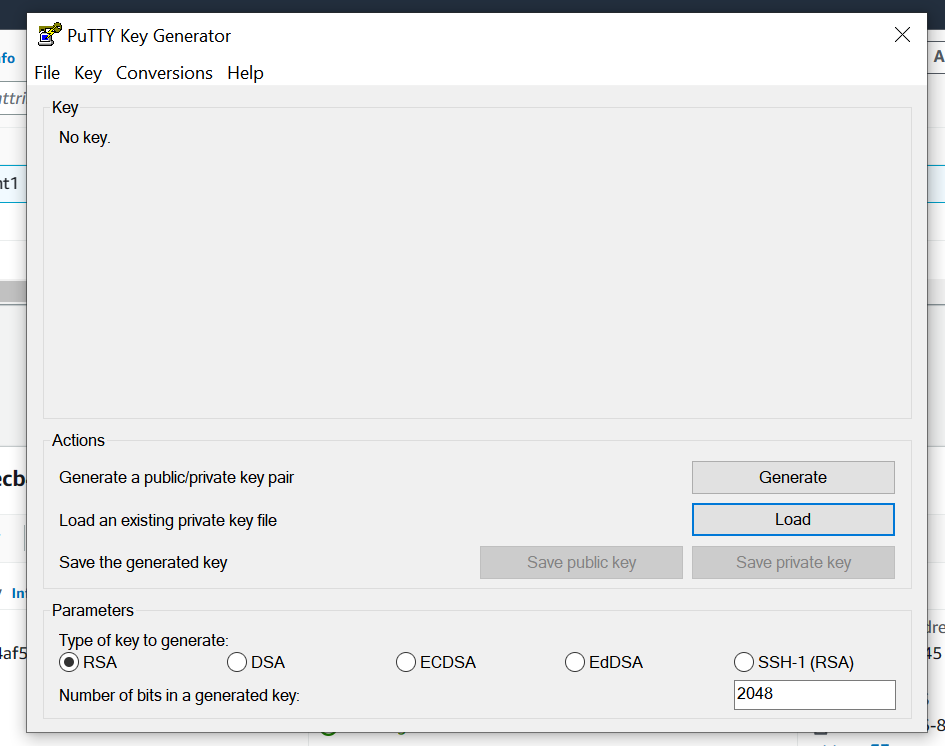 PuTTY Key Generator
File Key Conversions Help
Key
No key.
Actions
Generate a public/private key pair
Generate
Load an existing private key file
Load
Save the generated key
Save public key
Save private key
Parameters
Type of key to generate:
RSA DSA ECDSA EdDSA SSH-1 (RSA)
Number of bits in a generated key:
2048